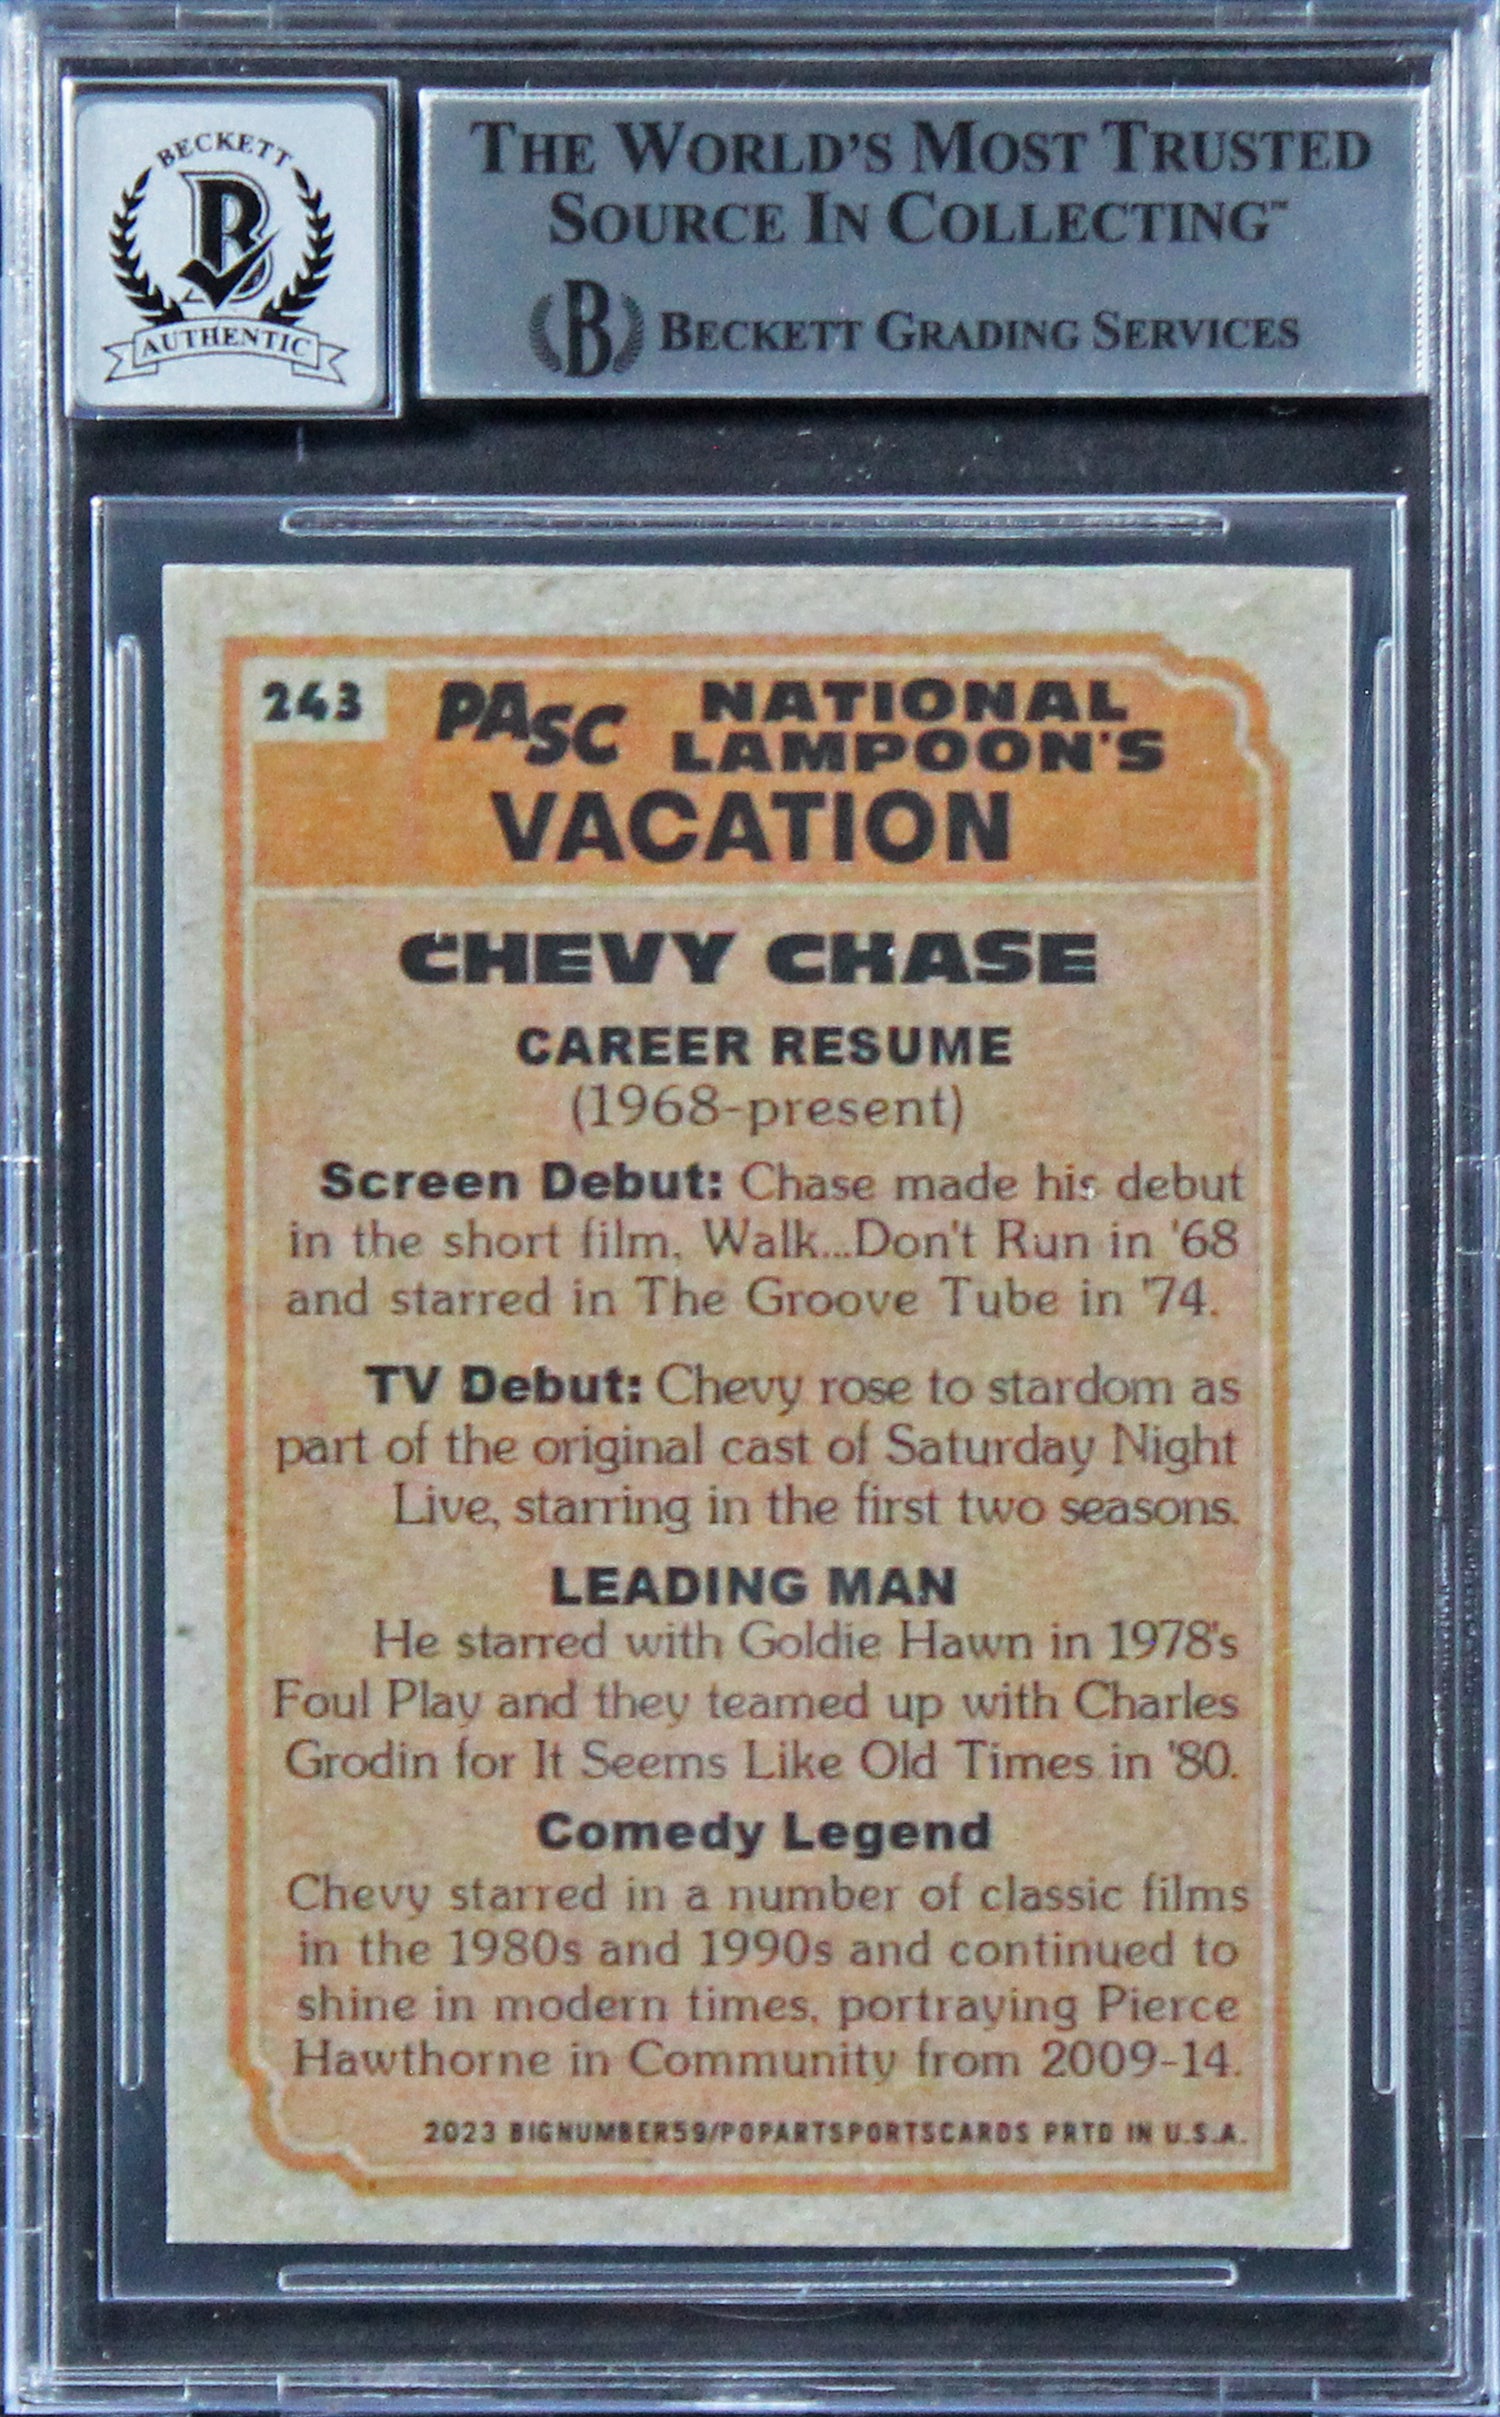 BECKETT
B
AUTHENTIC
THE WORLD'S MOST TRUSTED
SOURCE IN COLLECTING™
B BECKETT GRADING SERVICES
243
PASC
NATIONAL
LAMPOON'S
VACATION
CHEVY CHASE
CAREER RESUME
(1968-present)
Screen Debut: Chase made his debut
in the short film, Walk...Don't Run in '68
and starred in The Groove Tube in '74.
TV Debut: Chevy rose to stardom as
part of the original cast of Saturday Night
Live, starring in the first two seasons.
LEADING MAN
He starred with Goldie Hawn in 1978's
Foul Play and they teamed up with Charles
Grodin for It Seems Like Old Times in '80.
Comedy Legend
Chevy starred in a number of classic films
in the 1980s and 1990s and continued to
shine in modern times, portraying Pierce
Hawthorne in Community from 2009-14.
2023 BIGNUMBER59/POPARTSPORTSCARDS PRTD IN U.S.A.